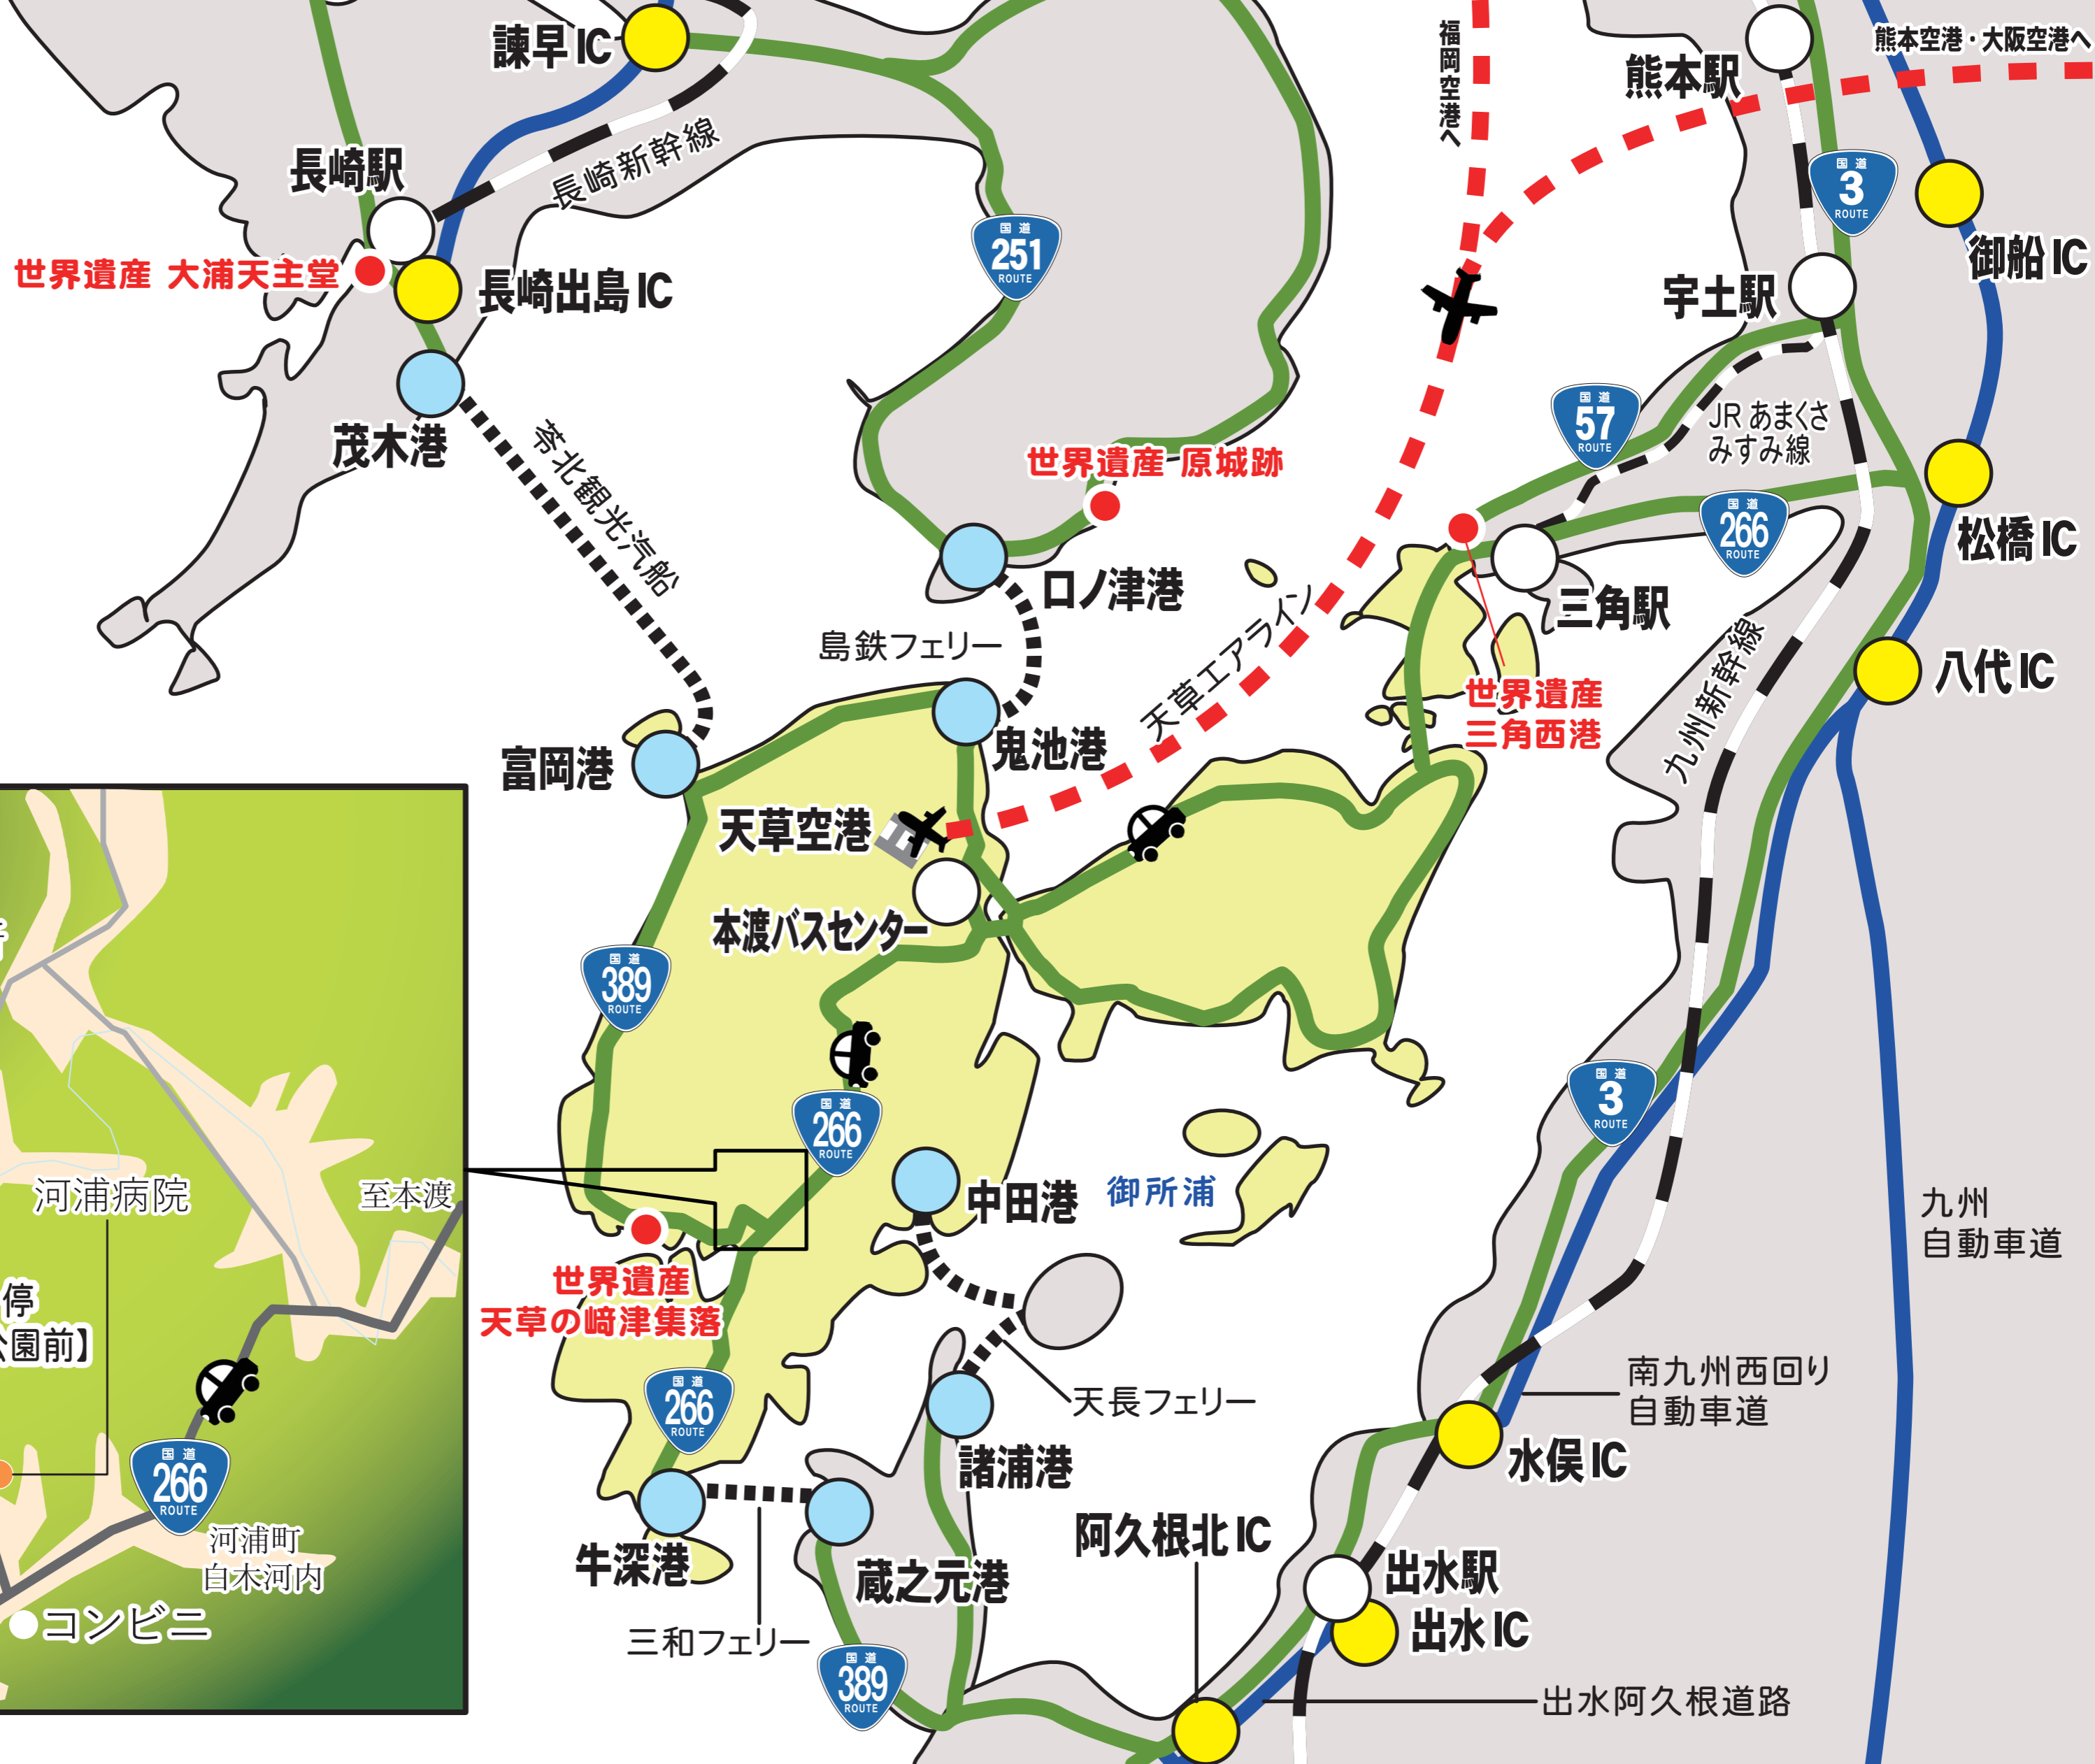 諫早IC
福岡空港へ
熊本駅
熊本空港・大阪空港へ
長崎新幹線
長崎駅
国道
3
ROUTE
国道
251
ROUTE
御船IC
世界遺産 大浦天主堂
長崎出島IC
宇土駅
茂木港
苓北観光汽船
国道
57
ROUTE
JRあまくさ
みすみ線
世界遺産 原城跡
国道
266
ROUTE
松橋IC
口ノ津港
三角駅
島鉄フェリー
天草エアライン
世界遺産
三角西港
九州新幹線
八代IC
富岡港
鬼池港
天草空港
本渡バスセンター
国道
389
ROUTE
国道
266
ROUTE
国道
3
ROUTE
中田港
御所浦
河浦病院
至本渡
九州
自動車道
世界遺産
天草の﨑津集落
停
公園前】
国道
266
ROUTE
天長フェリー
南九州西回り
自動車道
諸浦港
水俣IC
国道
266
ROUTE
河浦町
白木河内
コンビニ
牛深港
蔵之元港
阿久根北IC
出水駅
出水IC
三和フェリー
国道
389
ROUTE
出水阿久根道路